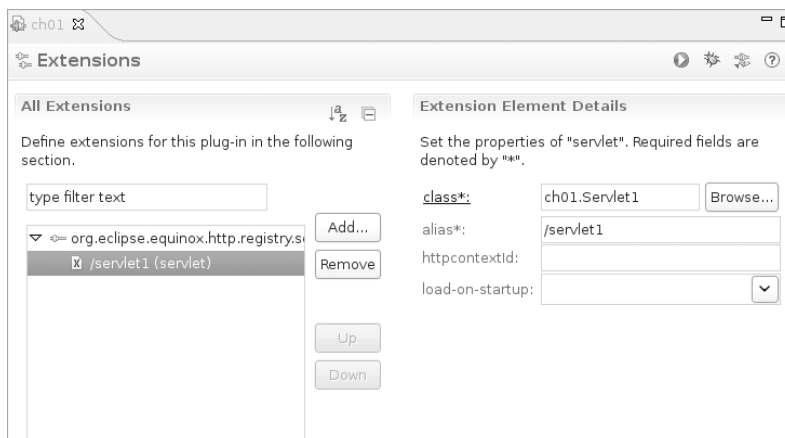 ch01
Extensions
All Extensions
Define extensions for this plug-in in the following
section.
type filter text
org.eclipse.equinox.http.registry.se
/servlet1 (servlet)
Add...
Remove
Up
Down
Extension Element Details
Set the properties of "servlet". Required fields are
denoted by "*".
class*: ch01.Servlet1 Browse...
alias*: /servlet1
httpcontextId:
load-on-startup: